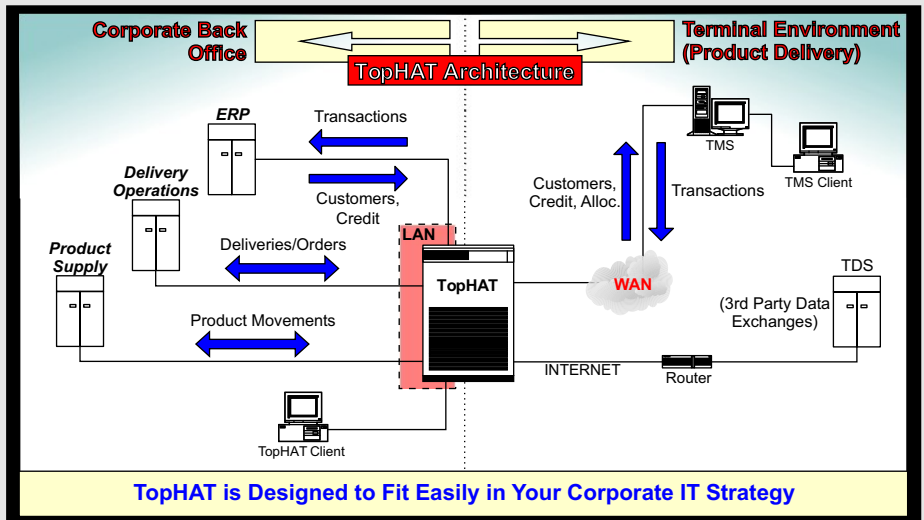 Corporate Back
Office
Terminal Environment
(Product Delivery)
TopHAT Architecture
ERP
Transactions
Customers,
Credit
Delivery
Operations
Deliveries/Orders
Product
Supply
Product Movements
LAN
TopHAT
TopHAT Client
TMS
TMS Client
Customers,
Credit, Alloc.
Transactions
WAN
TDS
(3rd Party Data
Exchanges)
INTERNET
Router
TopHAT is Designed to Fit Easily in Your Corporate IT Strategy